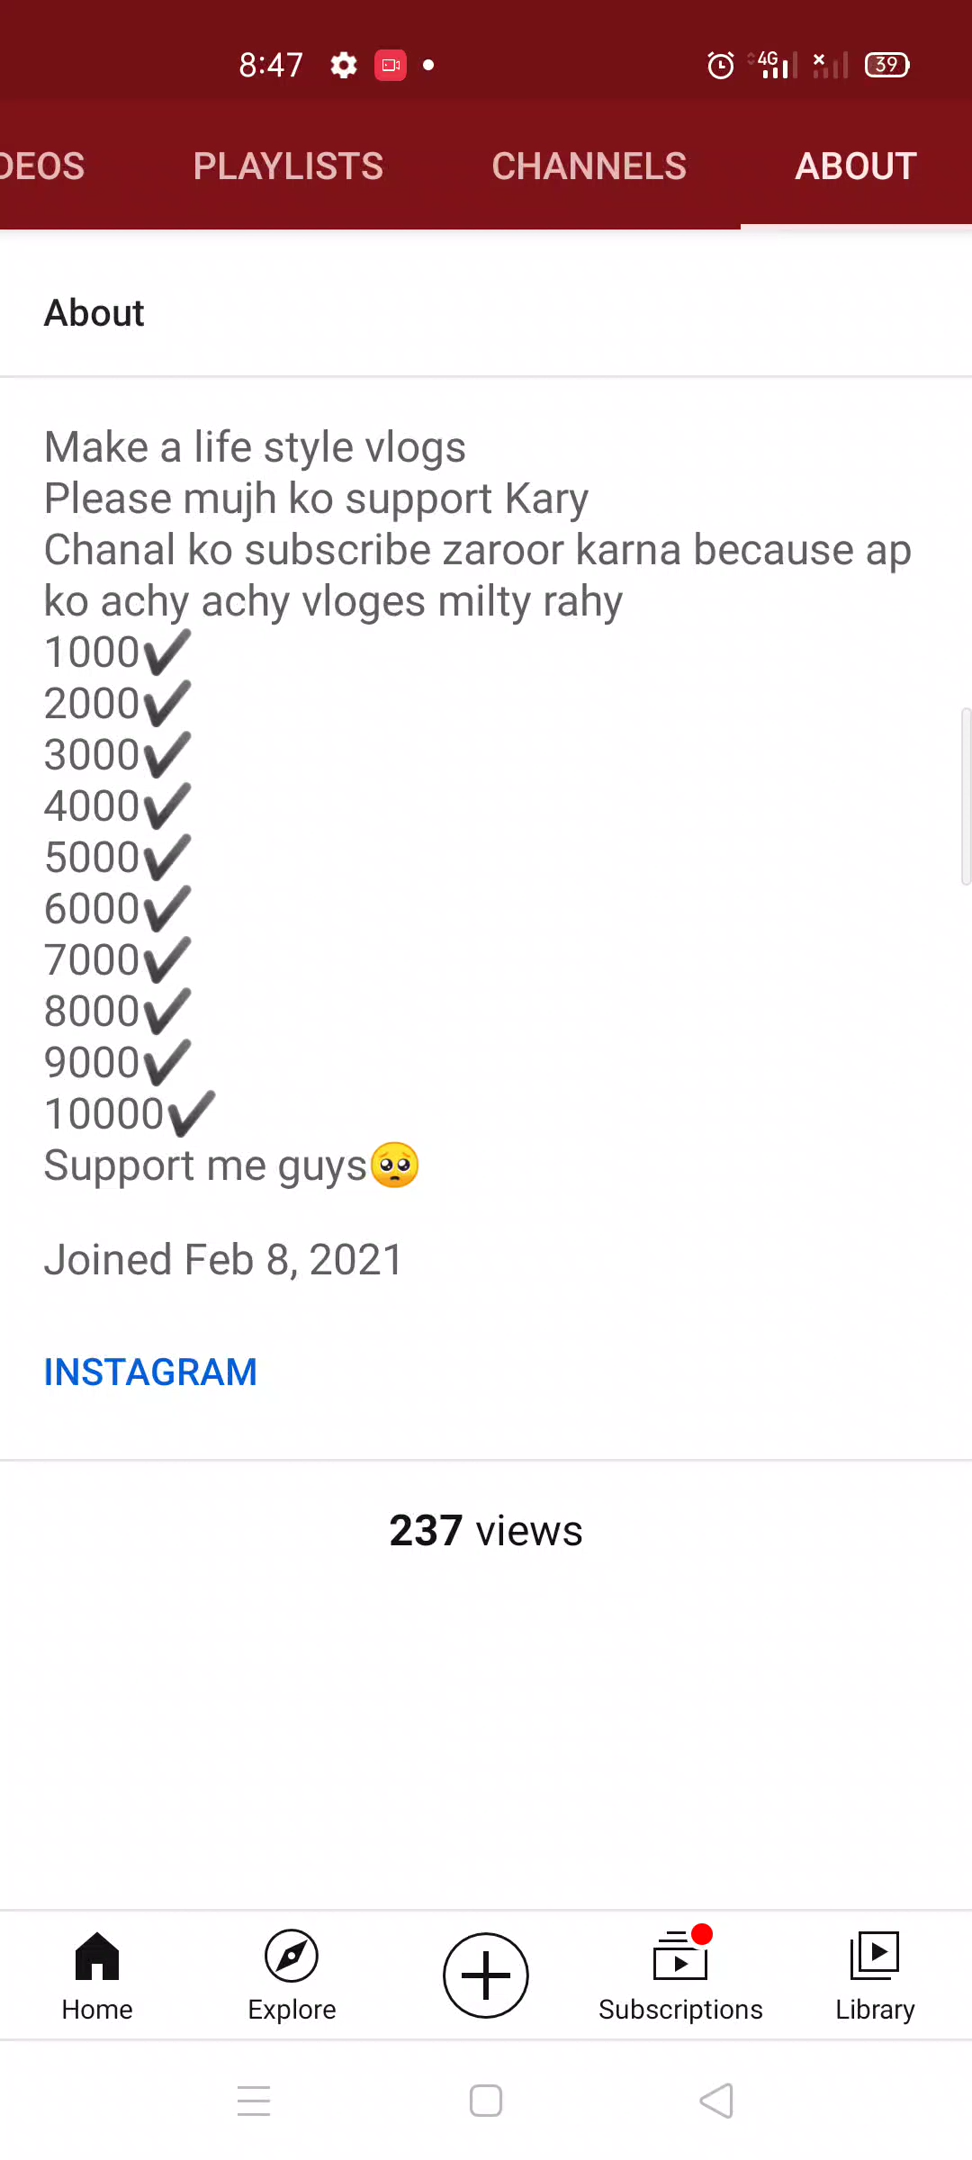 8:47
4G
39
DEOS PLAYLISTS CHANNELS ABOUT
About
Make a life style vlogs
Please mujh ko support Kary
Chanal ko subscribe zaroor karna because ap
ko achy achy vloges milty rahy
1000✔
2000✔
3000✔
4000✔
5000✔
6000✔
7000✔
8000✔
9000✔
10000✔
Support me guys🥺
Joined Feb 8, 2021
INSTAGRAM
237 views
Home Explore Subscriptions Library